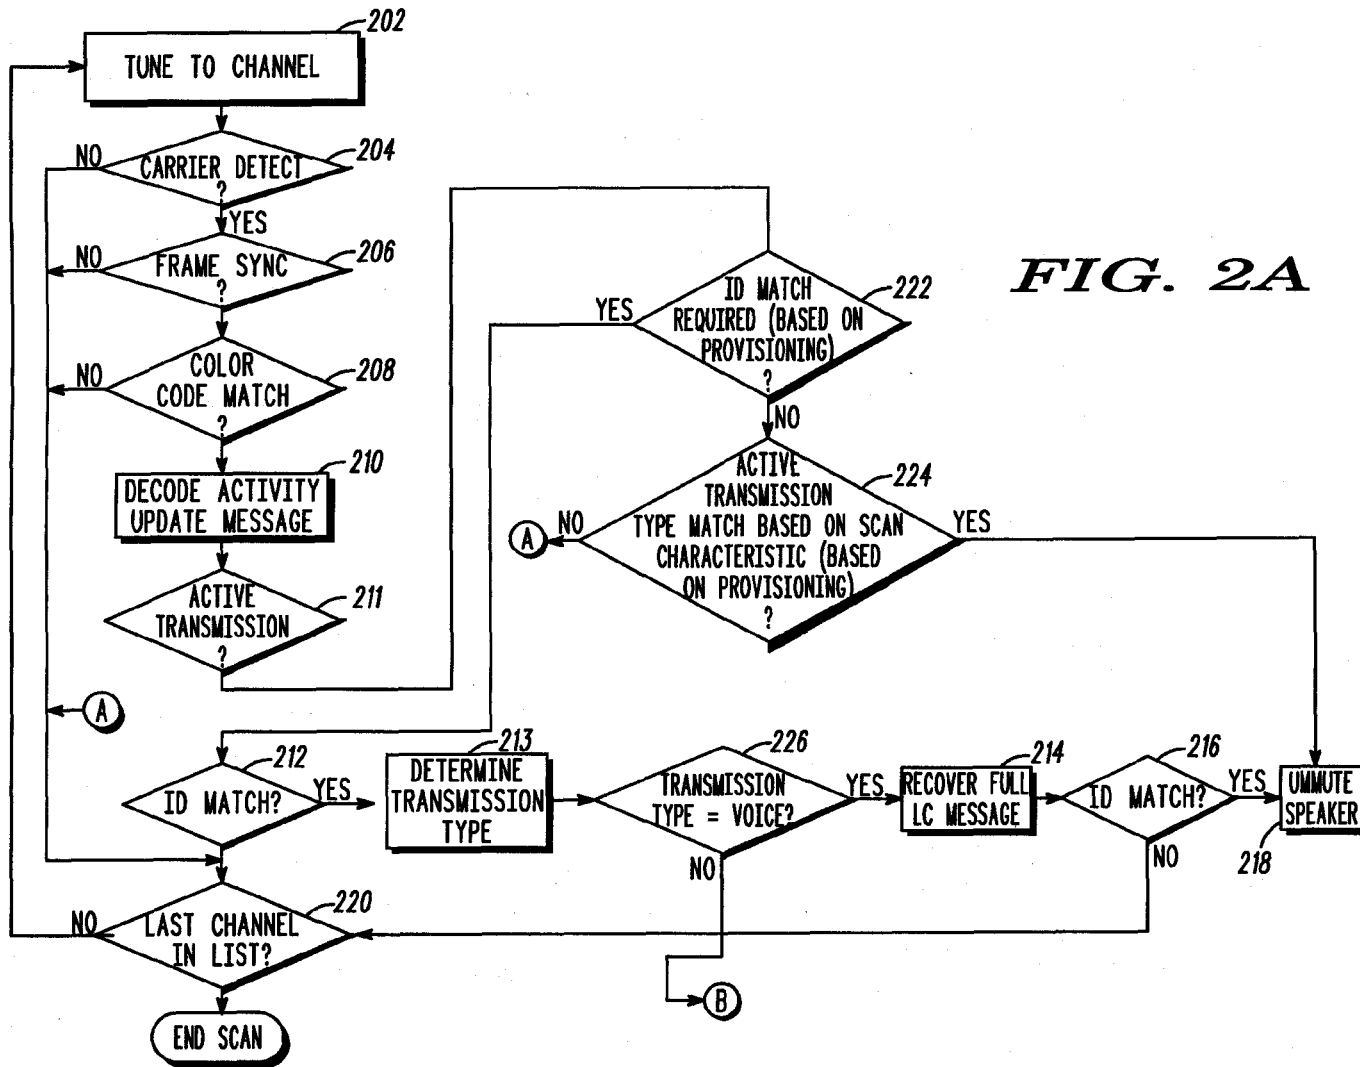 202
TUNE TO CHANNEL
NO
CARRIER DETECT
?
204
YES
NO
FRAME SYNC
?
206
NO
COLOR
CODE MATCH
?
208
210
DECODE ACTIVITY
UPDATE MESSAGE
ACTIVE
TRANSMISSION
?
211
A
FIG. 2A
YES
ID MATCH
REQUIRED (BASED ON
PROVISIONING)
?
222
NO
ACTIVE
TRANSMISSION
TYPE MATCH BASED ON SCAN
CHARACTERISTIC (BASED
ON PROVISIONING)
?
224
A
NO
YES
212
ID MATCH?
YES
213
DETERMINE
TRANSMISSION
TYPE
226
TRANSMISSION
TYPE = VOICE?
YES
NO
214
RECOVER FULL
LC MESSAGE
216
ID MATCH?
YES
NO
UMMUTE
SPEAKER
218
NO
LAST CHANNEL
IN LIST?
220
B
END SCAN